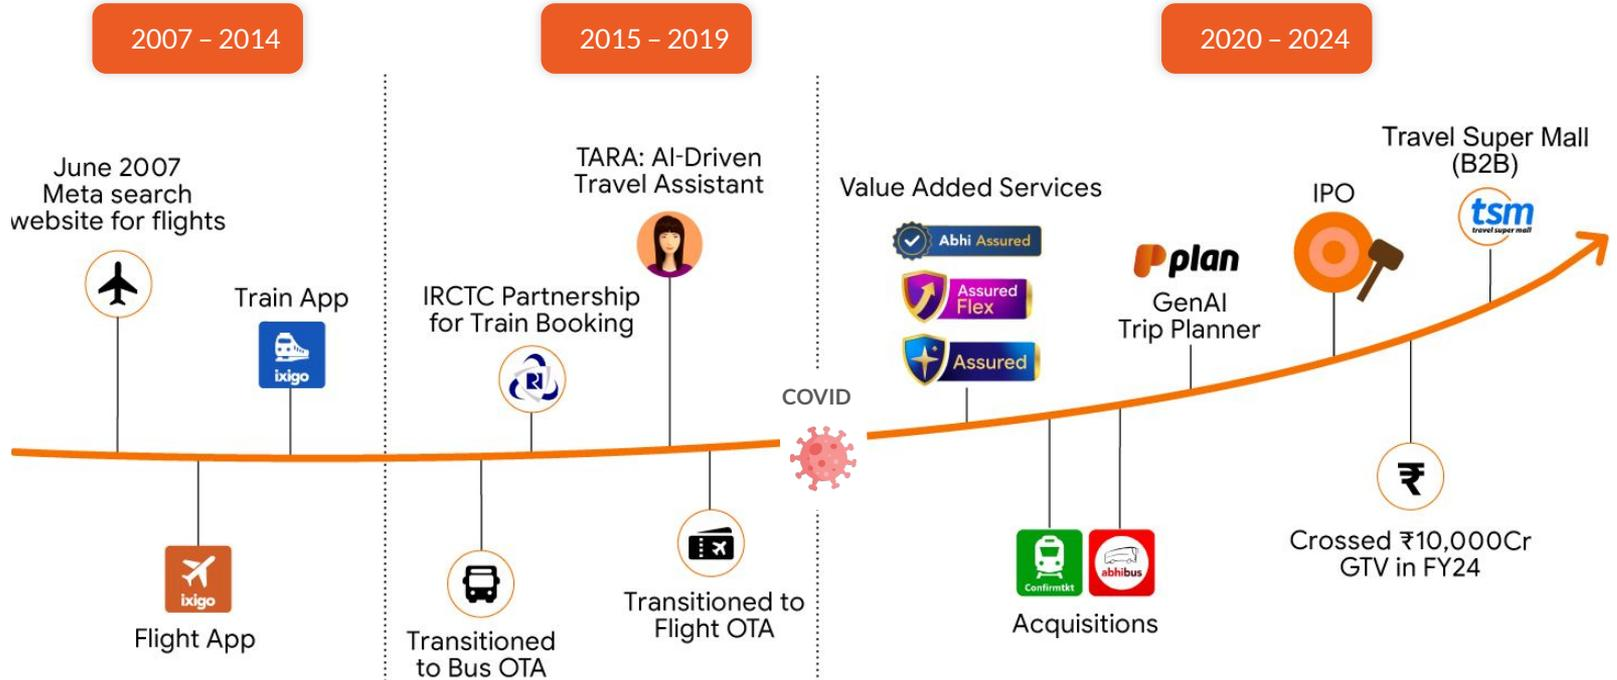 2007 – 2014
2015 – 2019
2020 – 2024
June 2007
Meta search
website for flights
Train App
ixigo
ixigo
Flight App
IRCTC Partnership
for Train Booking
TARA: AI-Driven
Travel Assistant
Transitioned
to Bus OTA
Transitioned to
Flight OTA
COVID
Value Added Services
Abhi Assured
Assured
Flex
Assured
plan
GenAI
Trip Planner
IPO
Travel Super Mall
(B2B)
tsm
travel super mall
Confirmtkt
abhibus
Acquisitions
₹
Crossed ₹10,000Cr
GTV in FY24